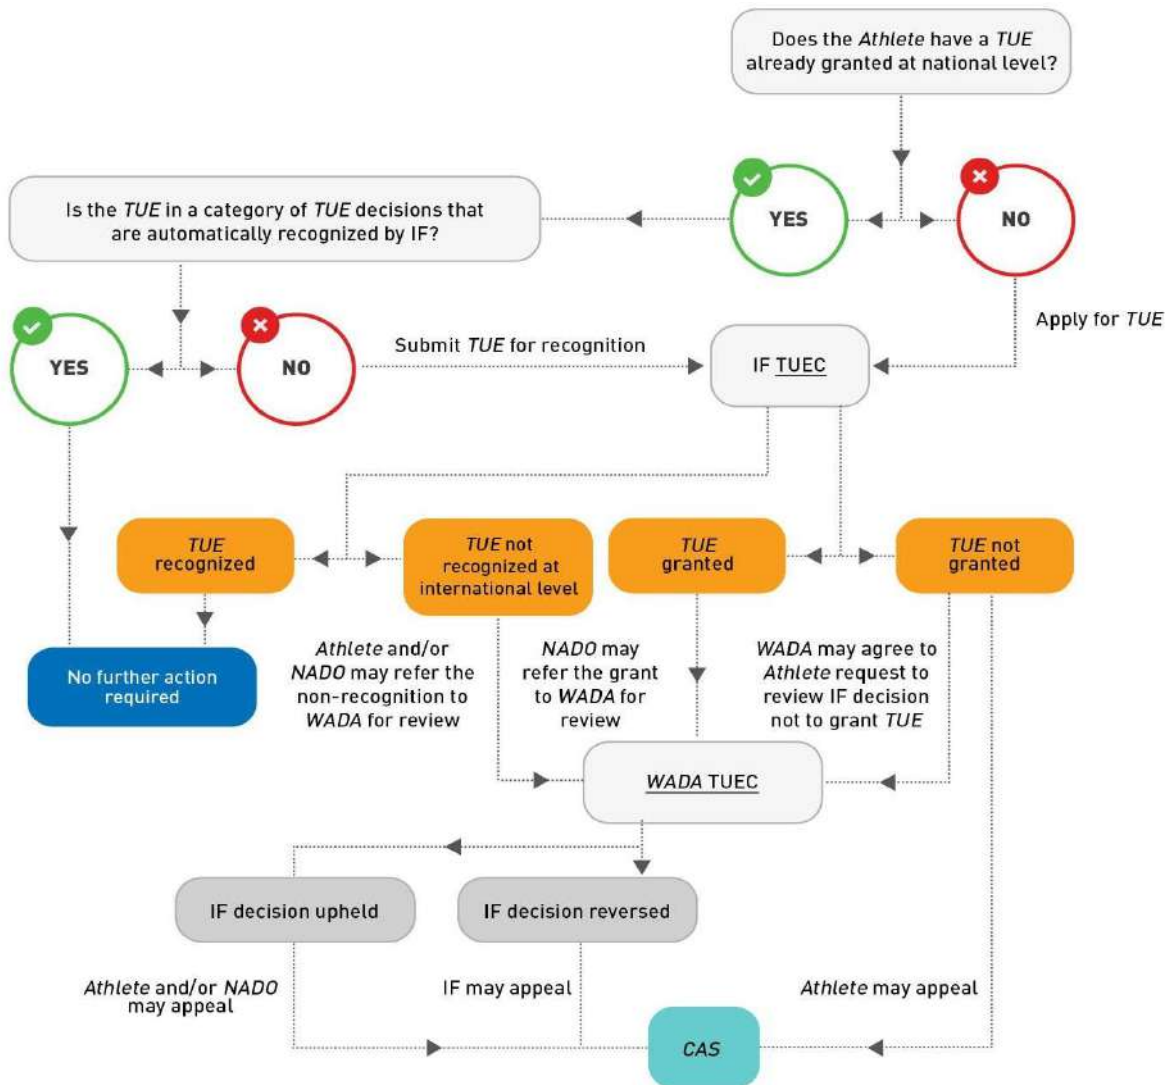 Does the Athlete have a TUE
already granted at national level?
YES
NO
Is the TUE in a category of TUE decisions that
are automatically recognized by IF?
YES
NO
Submit TUE for recognition
Apply for TUE
IF TUEC
TUE
recognized
TUE not
recognized at
international level
TUE
granted
TUE not
granted
No further action
required
Athlete and/or
NADO may refer the
non-recognition to
WADA for review
NADO may
refer the grant
to WADA for
review
WADA may agree to
Athlete request to
review IF decision
not to grant TUE
WADA TUEC
IF decision upheld
IF decision reversed
Athlete and/or NADO
may appeal
IF may appeal
Athlete may appeal
CAS